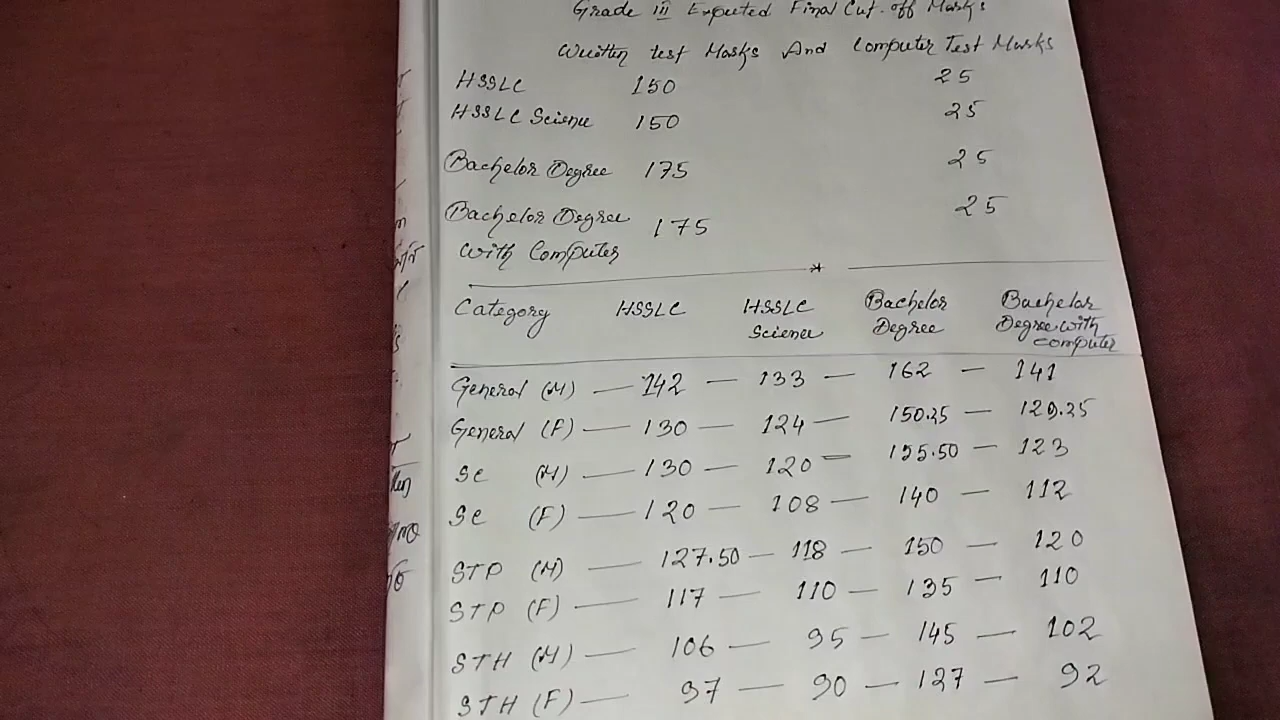 Grade III Expected Final Cut-off Marks
Written test Marks And Computer Test Marks
HSSLC 150 25
HSSLC Science 150 25
Bachelor Degree 175 25
Bachelor Degree with Computer 175 25
Category HSSLC HSSLC Science Bachelor Degree Bachelor Degree with computer
General (M) — 142 — 133 — 162 — 141
General (F) — 130 — 124 — 150.25 — 129.25
SC (M) — 130 — 120 — 155.50 — 123
SC (F) — 120 — 108 — 140 — 112
STP (M) — 127.50 — 118 — 150 — 120
STP (F) — 117 — 110 — 135 — 110
STH (M) — 106 — 95 — 145 — 102
STH (F) — 97 — 90 — 127 — 92